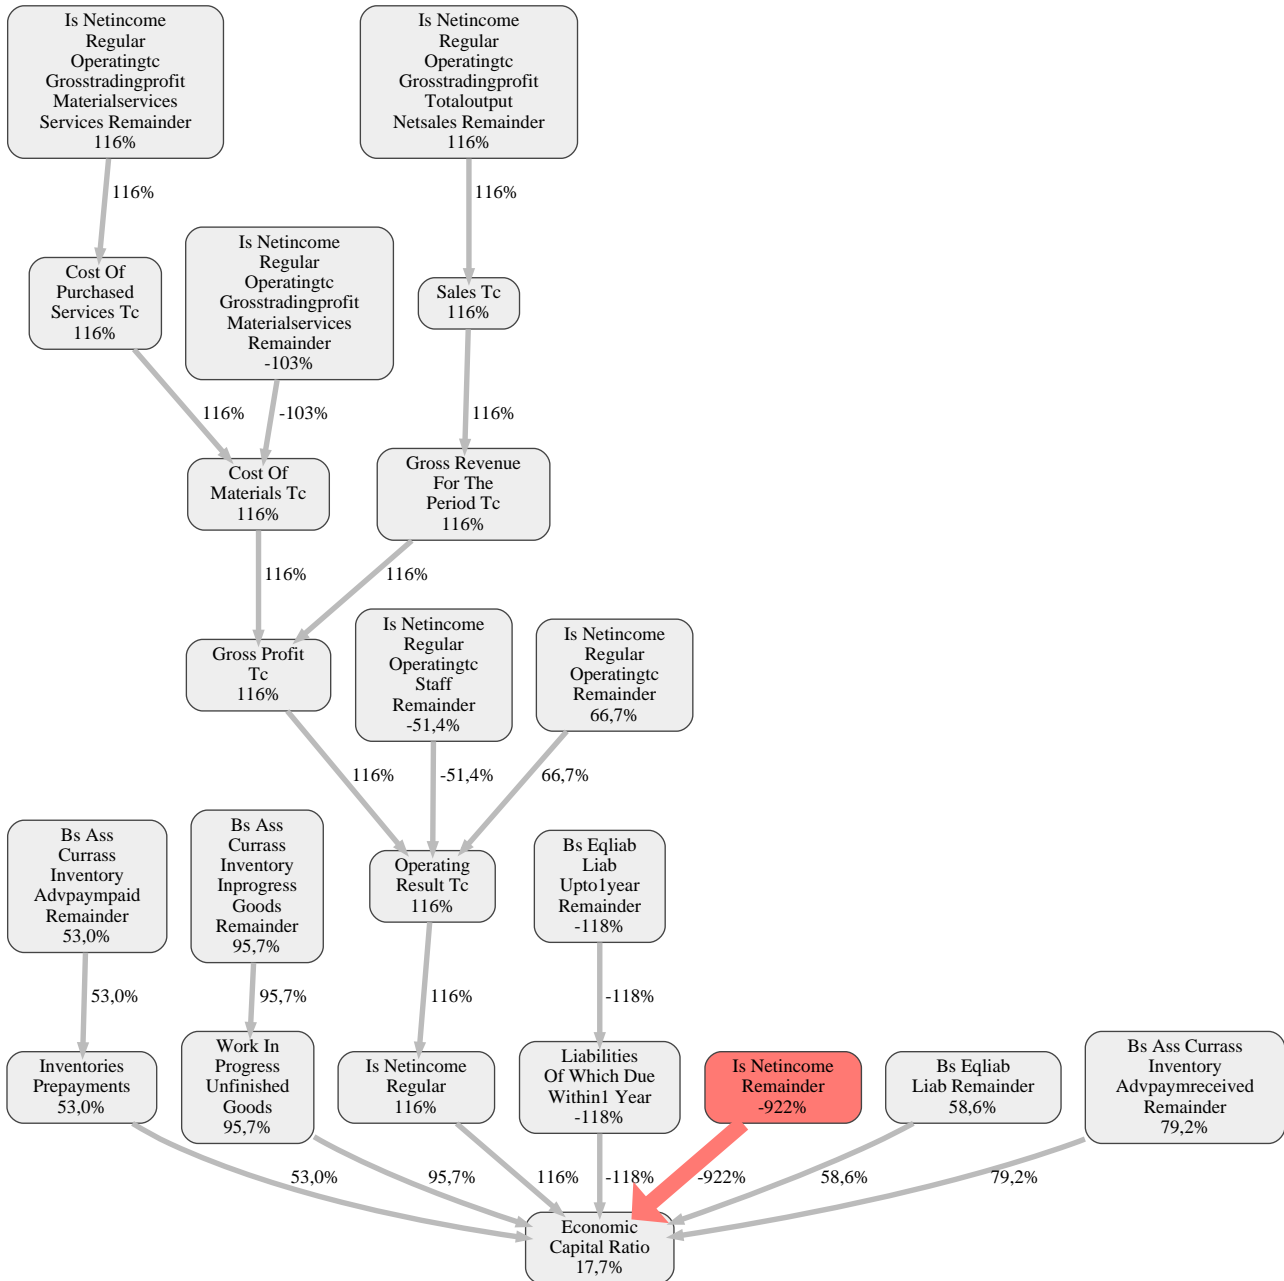 Is Netincome
Regular
Operatingtc
Grosstradingprofit
Materialservices
Services Remainder
116%
Is Netincome
Regular
Operatingtc
Grosstradingprofit
Totaloutput
Netsales Remainder
116%
116%
116%
Is Netincome
Regular
Operatingtc
Grosstradingprofit
Materialservices
Remainder
-103%
Cost Of
Purchased
Services Tc
116%
Sales Tc
116%
116%
-103%
116%
Cost Of
Materials Tc
116%
Gross Revenue
For The
Period Tc
116%
116%
116%
Is Netincome
Regular
Operatingtc
Staff
Remainder
-51,4%
Is Netincome
Regular
Operatingtc
Remainder
66,7%
Gross Profit
Tc
116%
116%
-51,4%
66,7%
Bs Ass
Currass
Inventory
Advpaympaid
Remainder
53,0%
Bs Ass
Currass
Inventory
Inprogress
Goods
Remainder
95,7%
Operating
Result Tc
116%
Bs Eqliab
Liab
Upto1year
Remainder
-118%
53,0%
95,7%
116%
-118%
Inventories
Prepayments
53,0%
Work In
Progress
Unfinished
Goods
95,7%
Is Netincome
Regular
116%
Liabilities
Of Which Due
Within1 Year
-118%
Is Netincome
Remainder
-922%
Bs Eqliab
Liab Remainder
58,6%
Bs Ass Currass
Inventory
Advpaymreceived
Remainder
79,2%
53,0%
95,7%
116%
-118%
-922%
58,6%
79,2%
Economic
Capital Ratio
17,7%